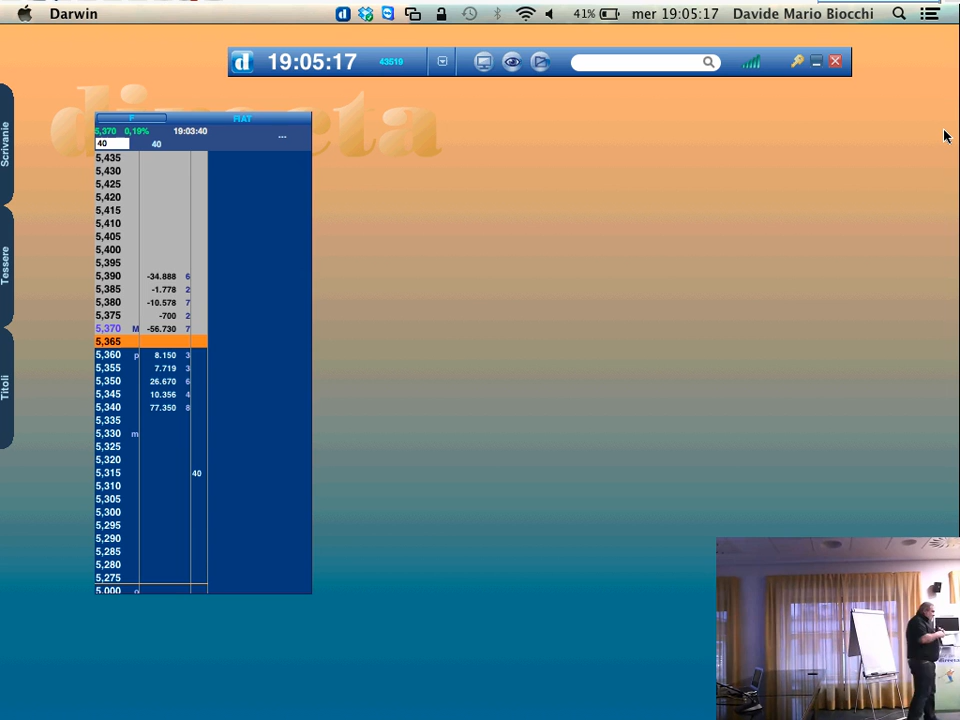 Darwin
d
41%
mer 19:05:17
Davide Mario Biocchi
d 19:05:17 43519
directa
Scrivanie
Tessere
Titoli
F FIAT
5,370 0,19% 19:03:40 ---
40 40
5,435
5,430
5,425
5,420
5,415
5,410
5,405
5,400
5,395
5,390 -34.888 6
5,385 -1.778 2
5,380 -10.578 7
5,375 -700 2
5,370 M -56.730 7
5,365
5,360 p 8.150 3
5,355 7.719 3
5,350 26.670 6
5,345 10.356 4
5,340 77.350 8
5,335
5,330 m
5,325
5,320
5,315 40
5,310
5,305
5,300
5,295
5,290
5,285
5,280
5,275
5,000 o
directa